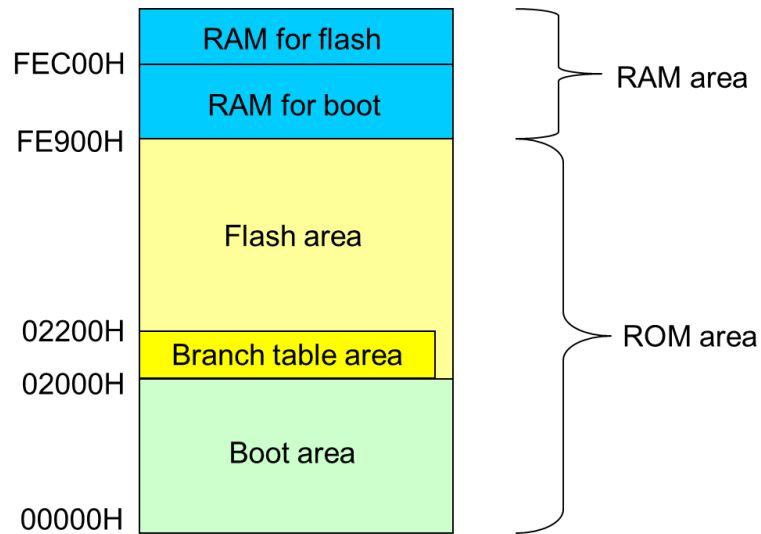 RAM for flash
FEC00H
RAM area
RAM for boot
FE900H
Flash area
02200H
ROM area
Branch table area
02000H
Boot area
00000H